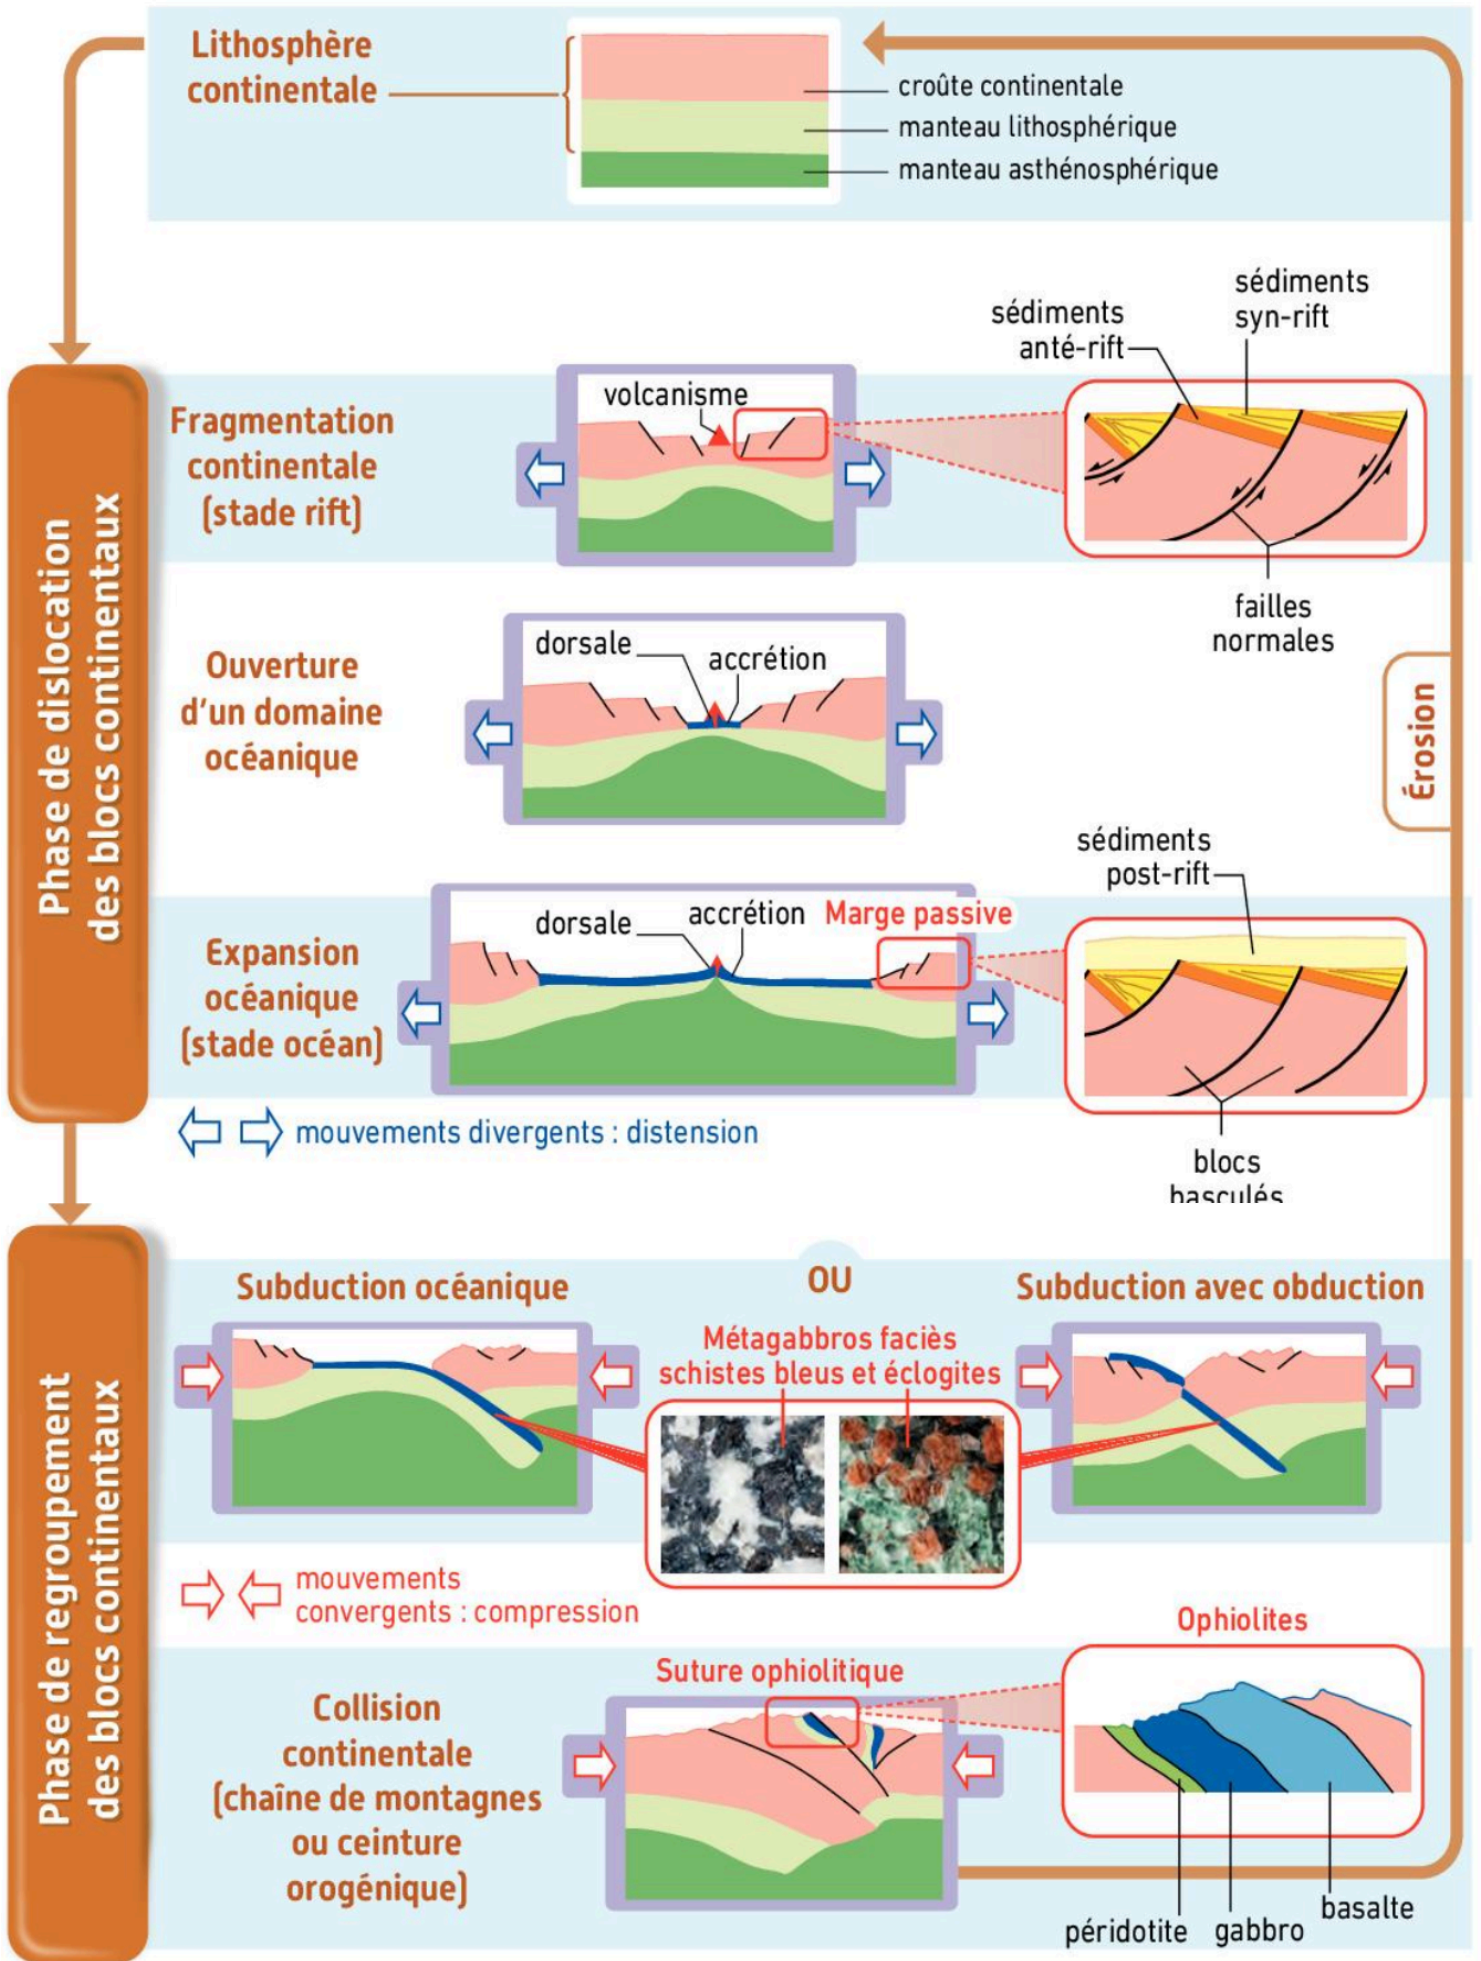 Lithosphère
continentale
croûte continentale
manteau lithosphérique
manteau asthénosphérique
Phase de dislocation
des blocs continentaux
Fragmentation
continentale
(stade rift)
volcanisme
sédiments
anté-rift
sédiments
syn-rift
failles
normales
Ouverture
d'un domaine
océanique
dorsale
accrétion
Érosion
Expansion
océanique
(stade océan)
dorsale
accrétion
Marge passive
sédiments
post-rift
blocs
basculés
mouvements divergents : distension
Phase de regroupement
des blocs continentaux
Subduction océanique
OU
Subduction avec obduction
Métagabbros faciès
schistes bleus et éclogites
mouvements
convergents : compression
Collision
continentale
(chaîne de montagnes
ou ceinture
orogénique)
Suture ophiolitique
Ophiolites
péridotite
gabbro
basalte